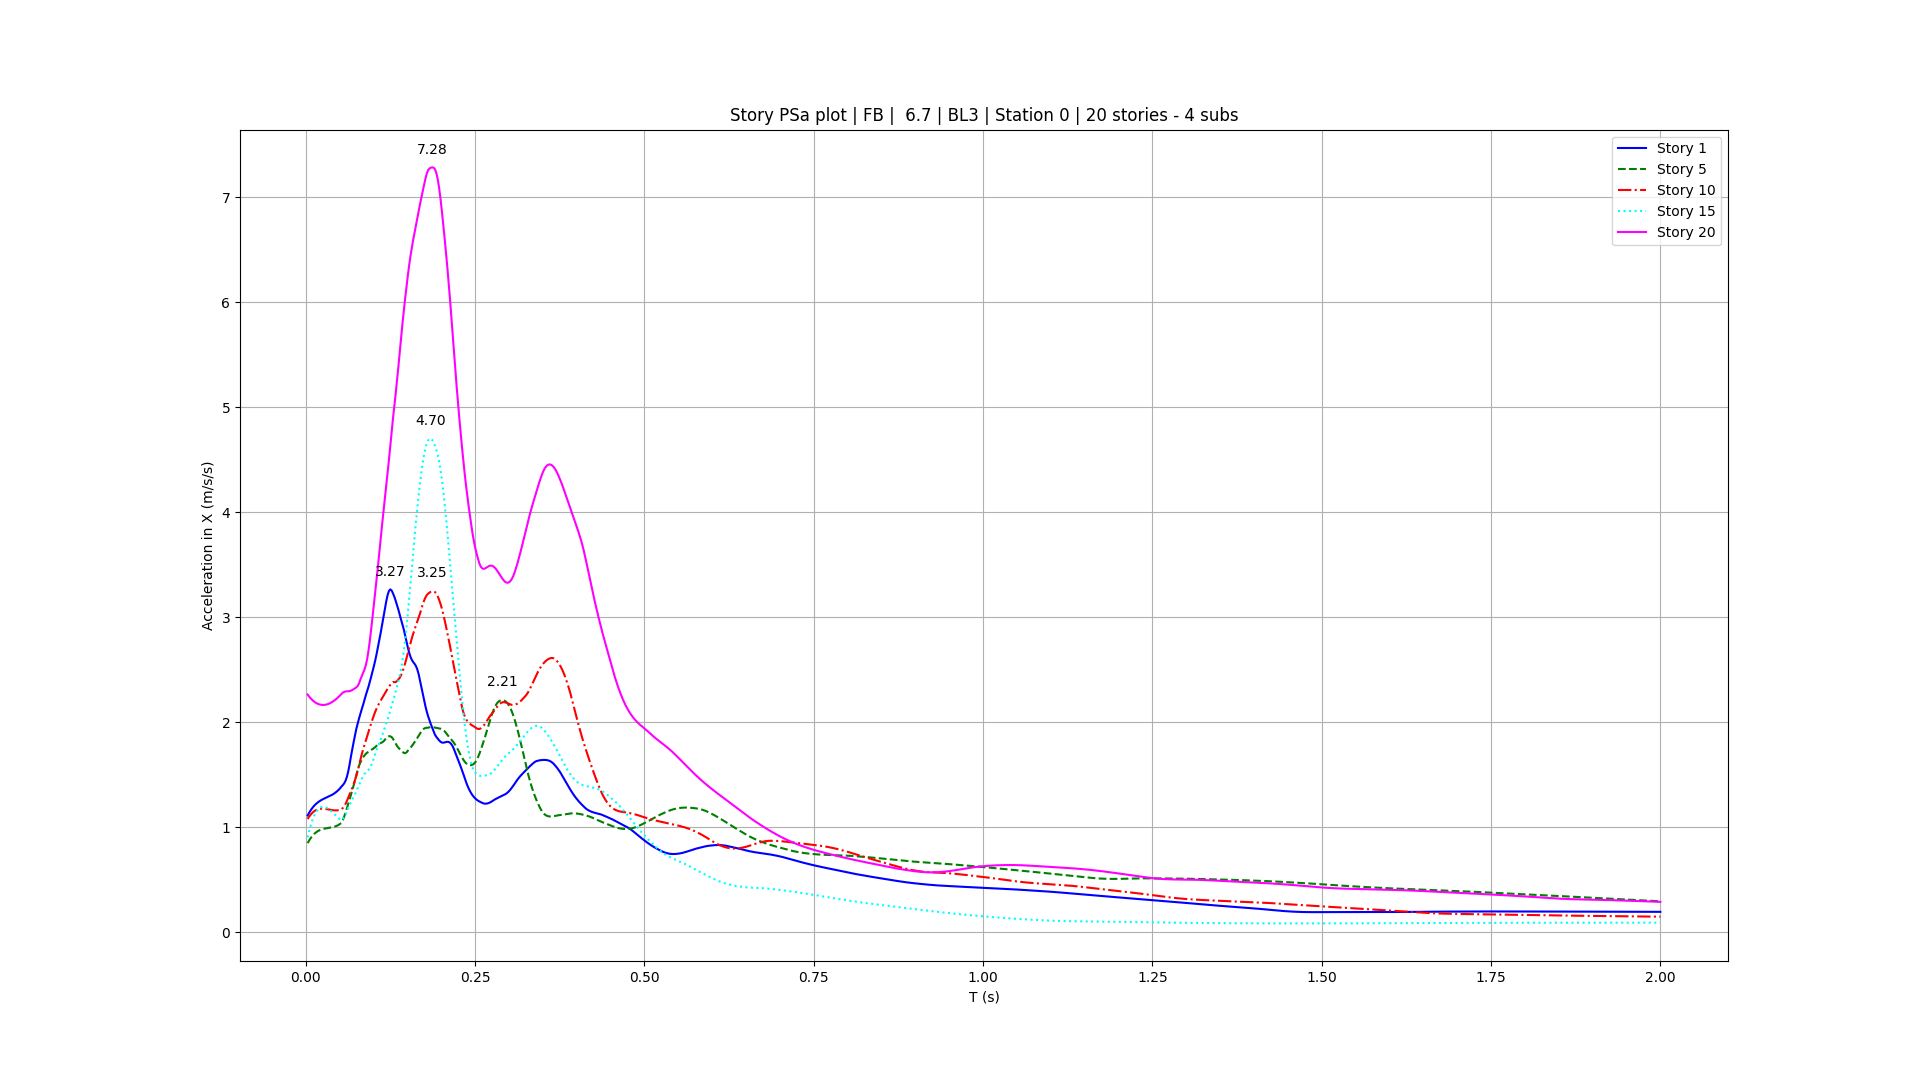 Story PSa plot | FB |  6.7 | BL3 | Station 0 | 20 stories - 4 subs
7.28
4.70
3.27
3.25
2.21
Story 1
Story 5
Story 10
Story 15
Story 20
Acceleration in X (m/s/s)
7
6
5
4
3
2
1
0
0.00
0.25
0.50
0.75
1.00
1.25
1.50
1.75
2.00
T (s)